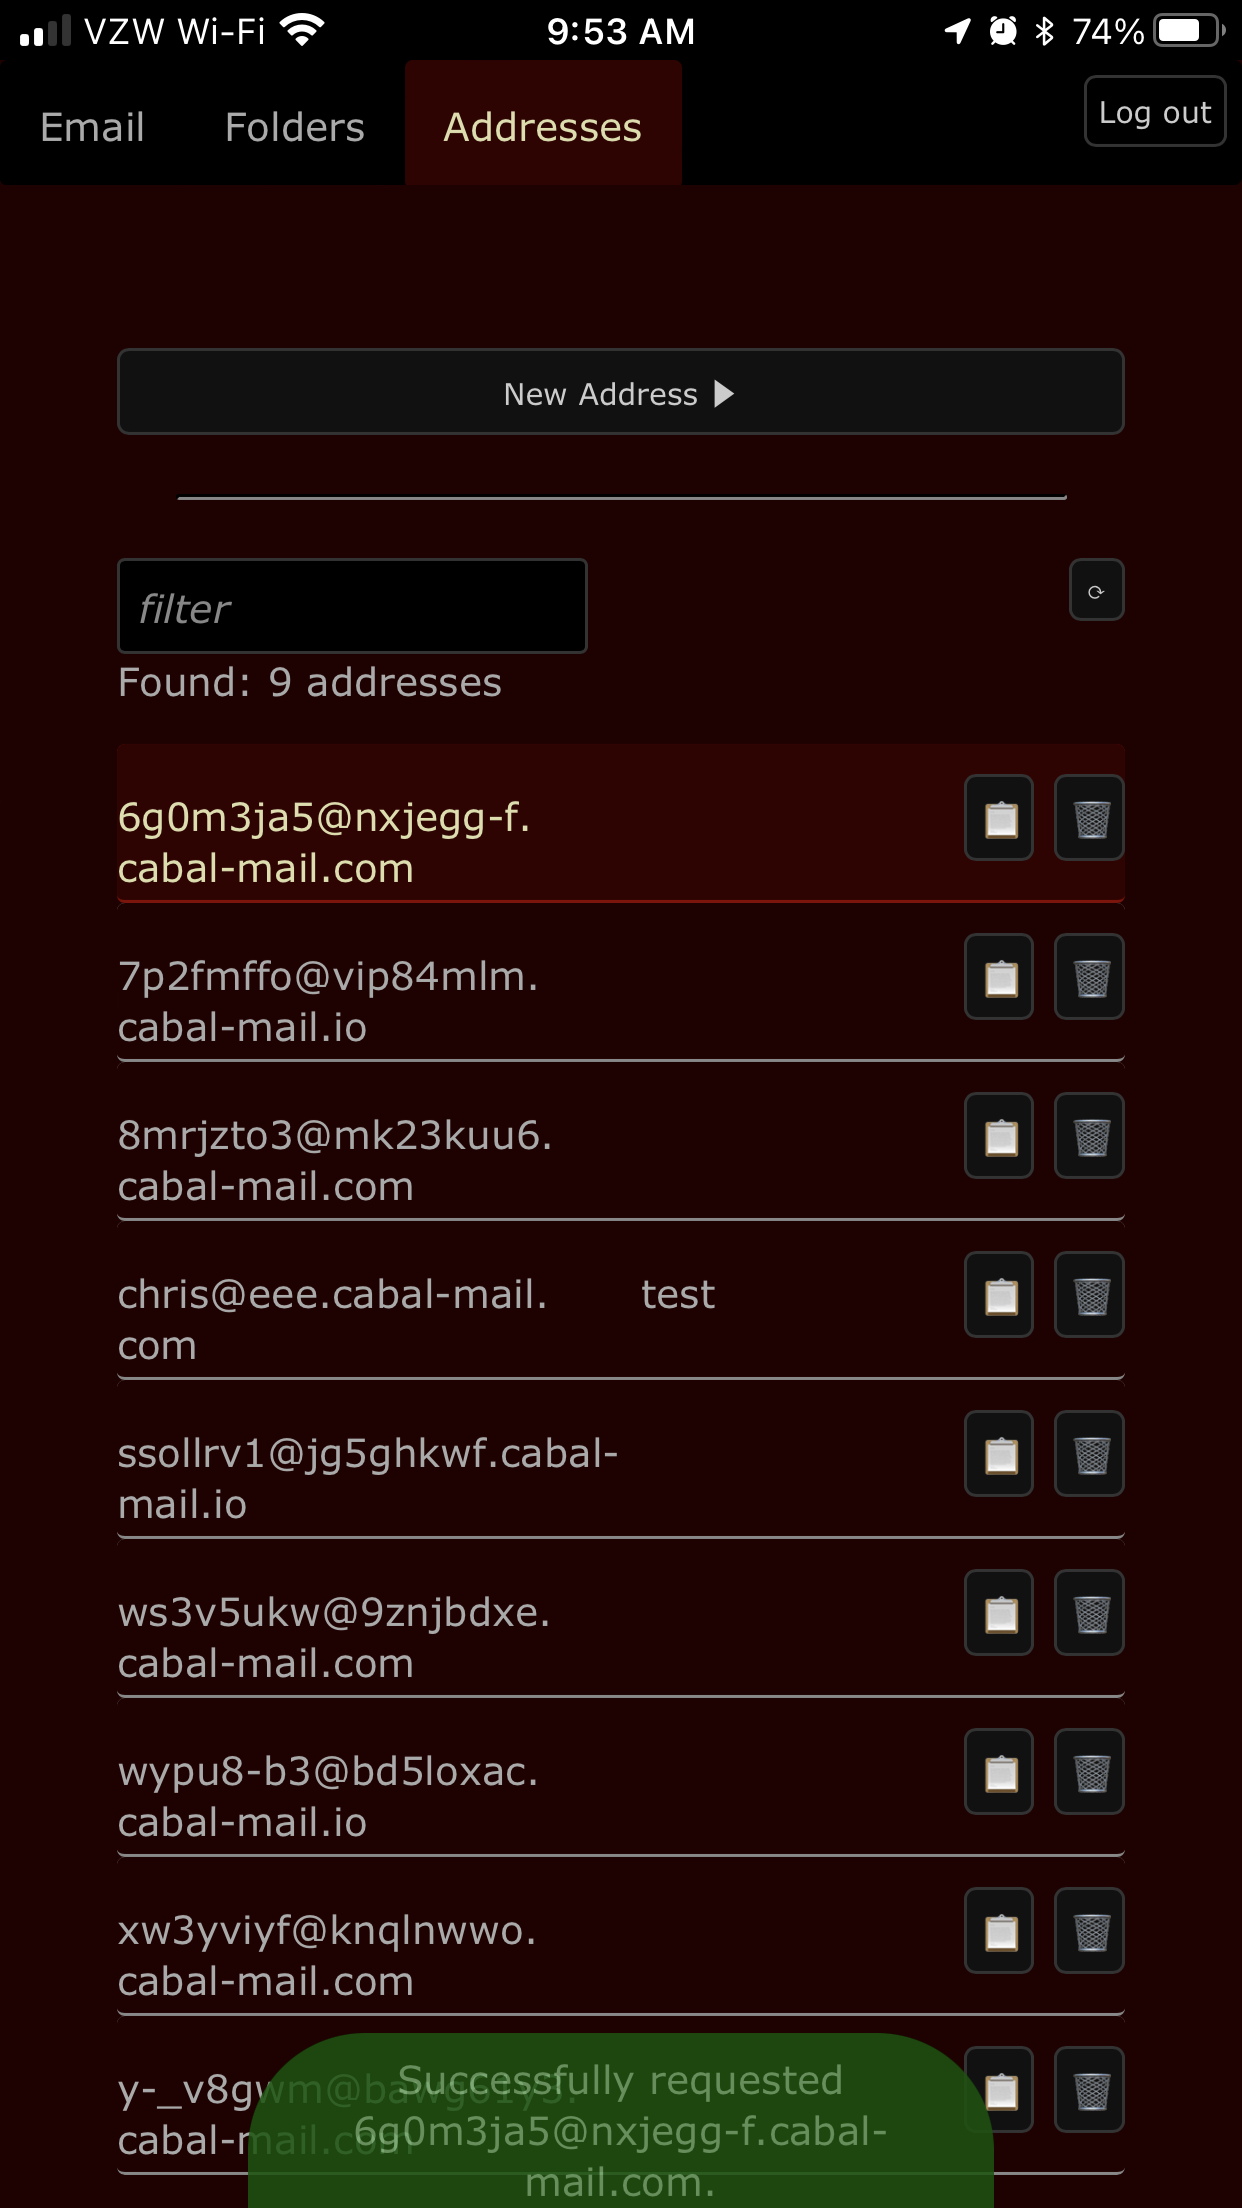 VZW Wi-Fi 9:53 AM 74%
Email Folders Addresses Log out
New Address ▶
filter ⟳
Found: 9 addresses
6g0m3ja5@nxjegg-f.
cabal-mail.com
7p2fmffo@vip84mlm.
cabal-mail.io
8mrjzto3@mk23kuu6.
cabal-mail.com
chris@eee.cabal-mail. test
com
ssollrv1@jg5ghkwf.cabal-
mail.io
ws3v5ukw@9znjbdxe.
cabal-mail.com
wypu8-b3@bd5loxac.
cabal-mail.io
xw3yviyf@knqlnwwo.
cabal-mail.com
cabal-mail.com
Successfully requested
6g0m3ja5@nxjegg-f.cabal-
mail.com.